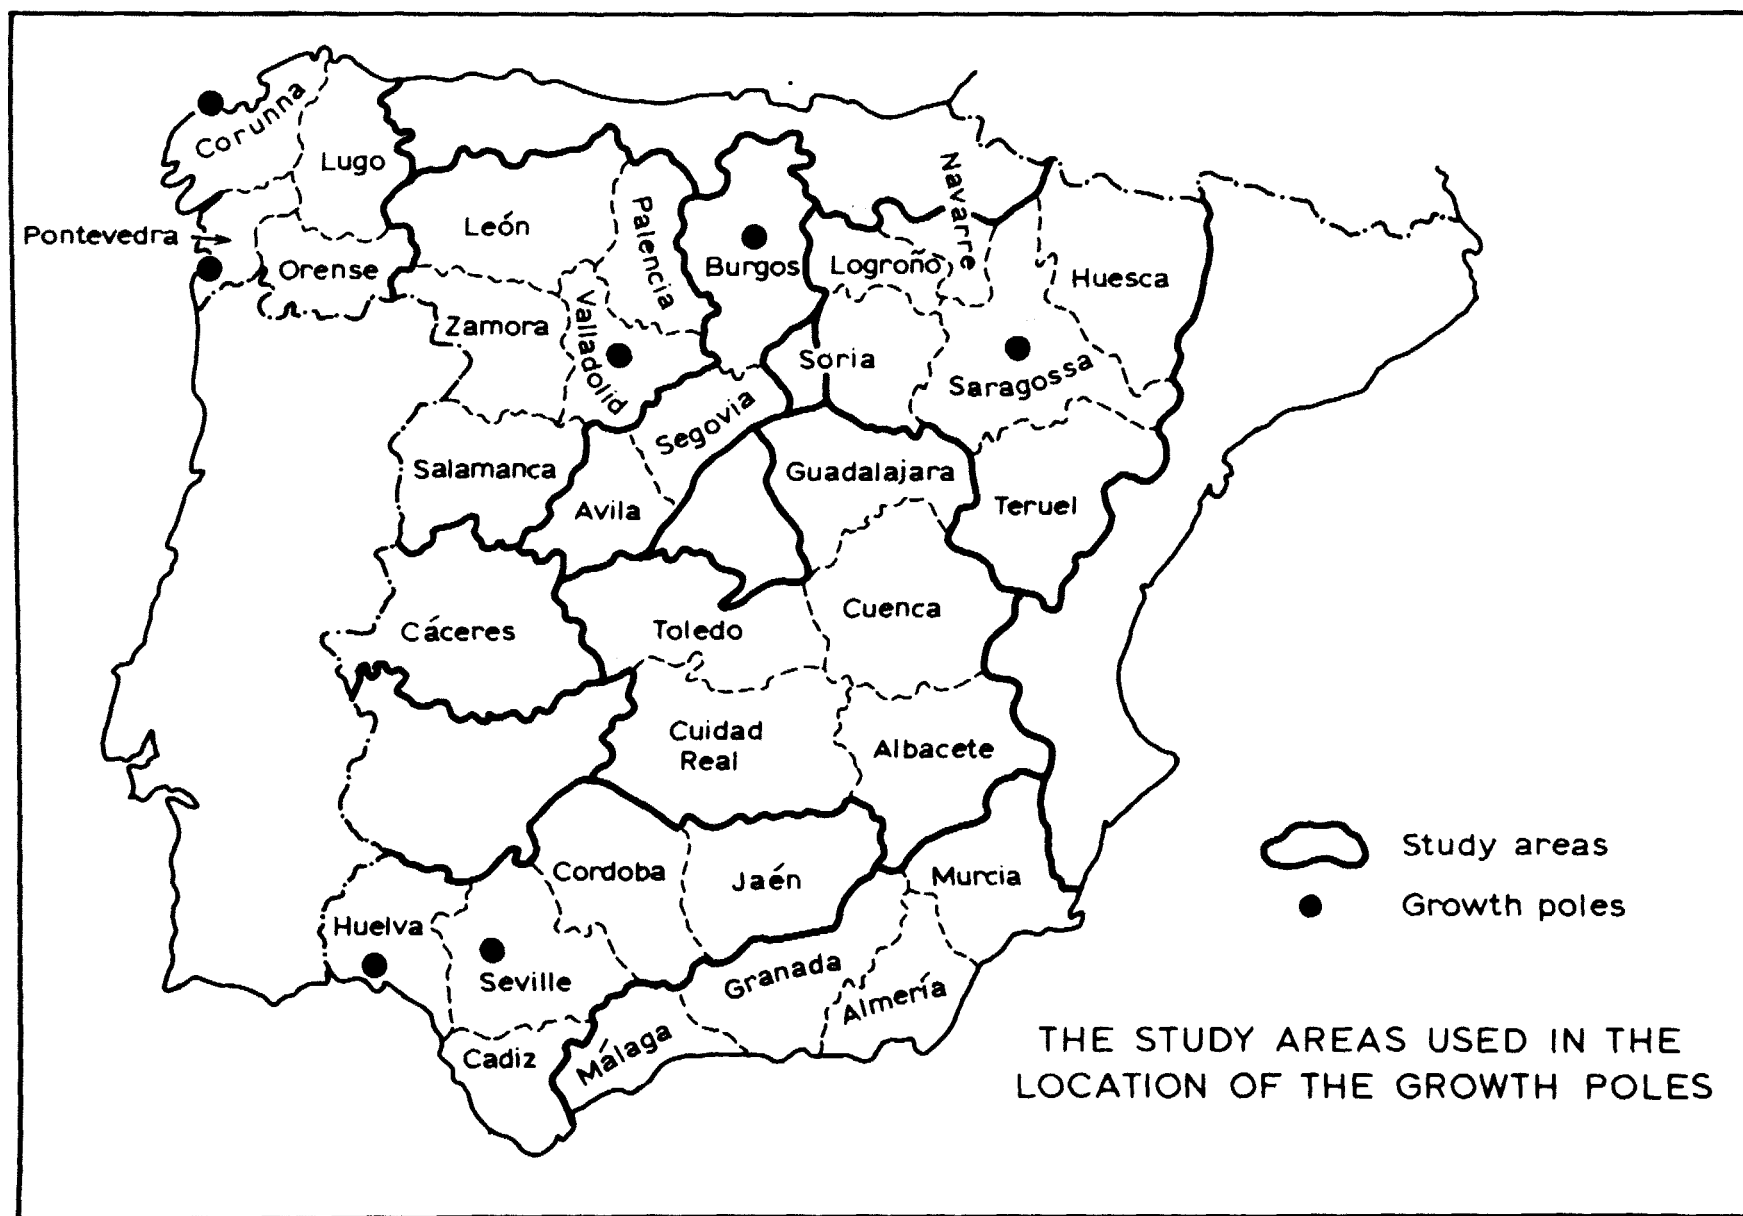 Corunna
Lugo
Pontevedra
Orense
León
Palencia
Burgos
Logroño
Navarre
Huesca
Zamora
Valladolid
Soria
Saragossa
Segovia
Salamanca
Avila
Guadalajara
Teruel
Cáceres
Toledo
Cuenca
Cuidad
Real
Albacete
Cordoba
Jaén
Murcia
Huelva
Seville
Granada
Almería
Cadiz
Málaga
Study areas
Growth poles
THE STUDY AREAS USED IN THE
LOCATION OF THE GROWTH POLES